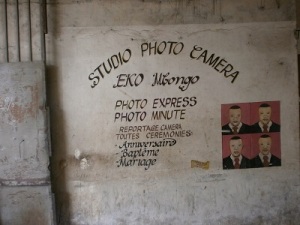 STUDIO PHOTO CAMERA
EKO Mbongo
PHOTO EXPRESS
PHOTO MINUTE
REPORTAGE CAMERA
TOUTES CEREMONIES:
- Anniversaire
- Baptême
- Mariage